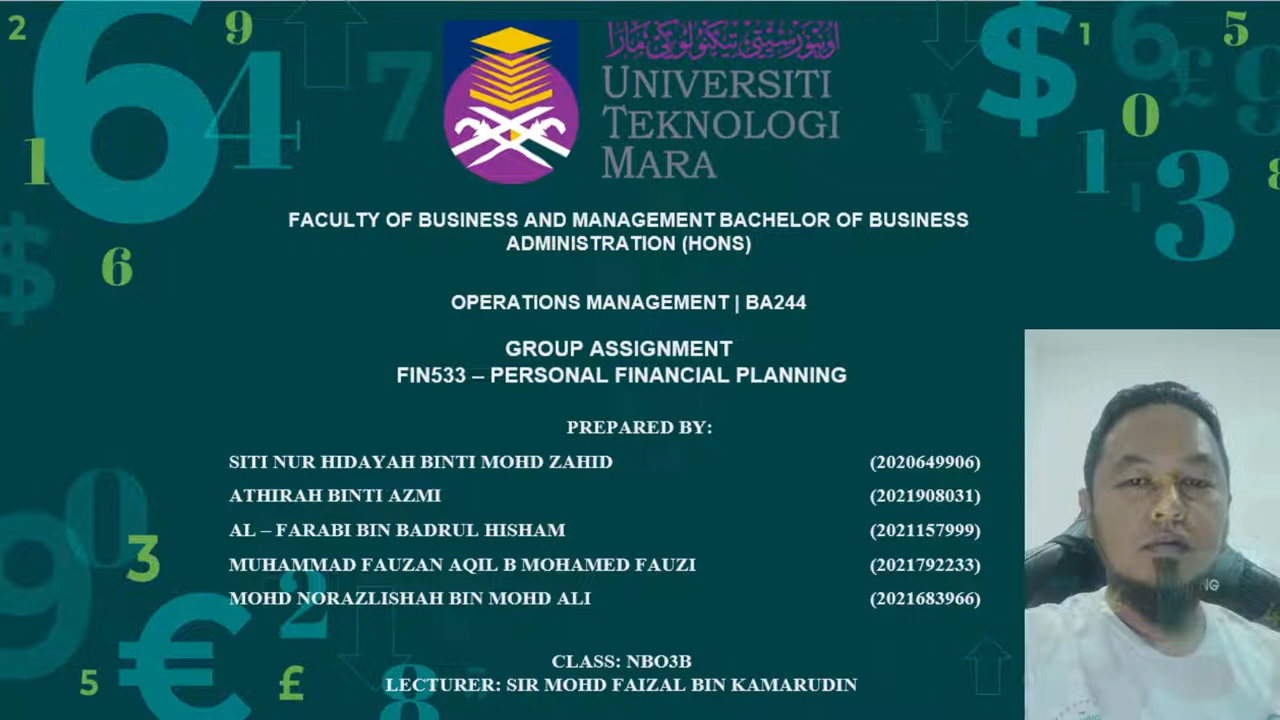 اونيۏرسيتي تيكنولوڬي مارا
UNIVERSITI
TEKNOLOGI
MARA
FACULTY OF BUSINESS AND MANAGEMENT BACHELOR OF BUSINESS
ADMINISTRATION (HONS)
OPERATIONS MANAGEMENT | BA244
GROUP ASSIGNMENT
FIN533 – PERSONAL FINANCIAL PLANNING
PREPARED BY:
SITI NUR HIDAYAH BINTI MOHD ZAHID (2020649906)
ATHIRAH BINTI AZMI (2021908031)
AL – FARABI BIN BADRUL HISHAM (2021157999)
MUHAMMAD FAUZAN AQIL B MOHAMED FAUZI (2021792233)
MOHD NORAZLISHAH BIN MOHD ALI (2021683966)
CLASS: NBO3B
LECTURER: SIR MOHD FAIZAL BIN KAMARUDIN